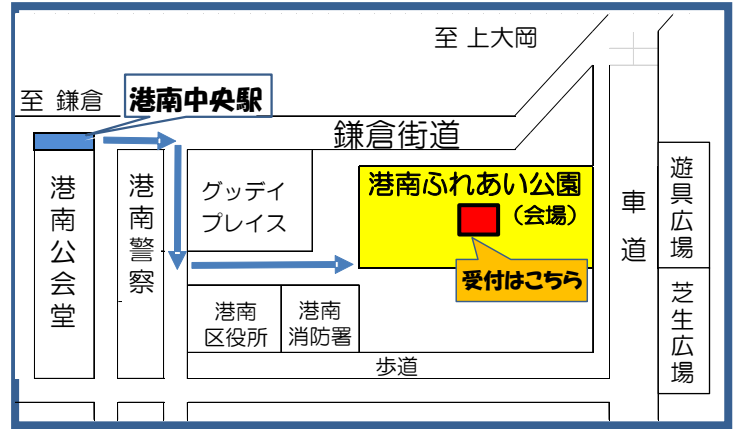 至 上大岡
至 鎌倉
港南中央駅
鎌倉街道
港南公会堂
港南警察
グッデイ
プレイス
港南ふれあい公園
（会場）
受付はこちら
車道
遊具広場
芝生広場
港南
区役所
港南
消防署
歩道